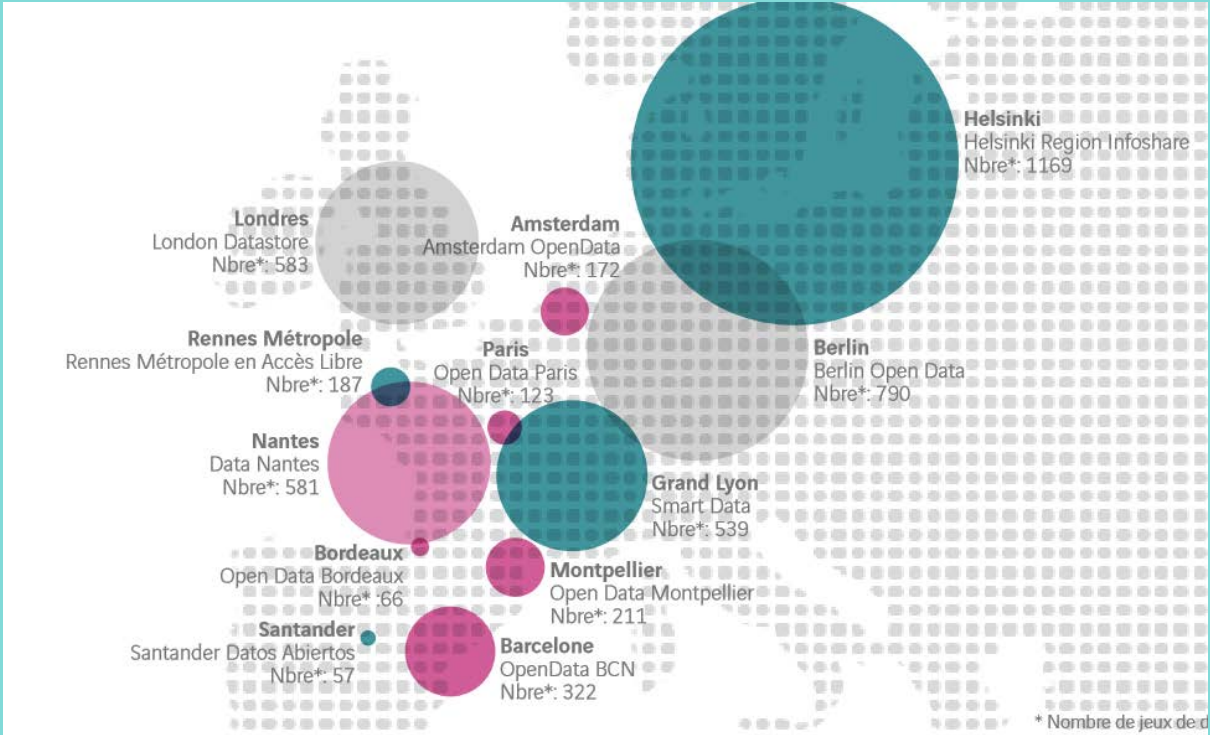 Helsinki
Helsinki Region Infoshare
Nbre*: 1169
Londres
London Datastore
Nbre*: 583
Amsterdam
Amsterdam OpenData
Nbre*: 172
Rennes Métropole
Rennes Métropole en Accès Libre
Nbre*: 187
Paris
Open Data Paris
Nbre*: 123
Berlin
Berlin Open Data
Nbre*: 790
Nantes
Data Nantes
Nbre*: 581
Grand Lyon
Smart Data
Nbre*: 539
Bordeaux
Open Data Bordeaux
Nbre* :66
Montpellier
Open Data Montpellier
Nbre*: 211
Santander
Santander Datos Abiertos
Nbre*: 57
Barcelone
OpenData BCN
Nbre*: 322
* Nombre de jeux de d